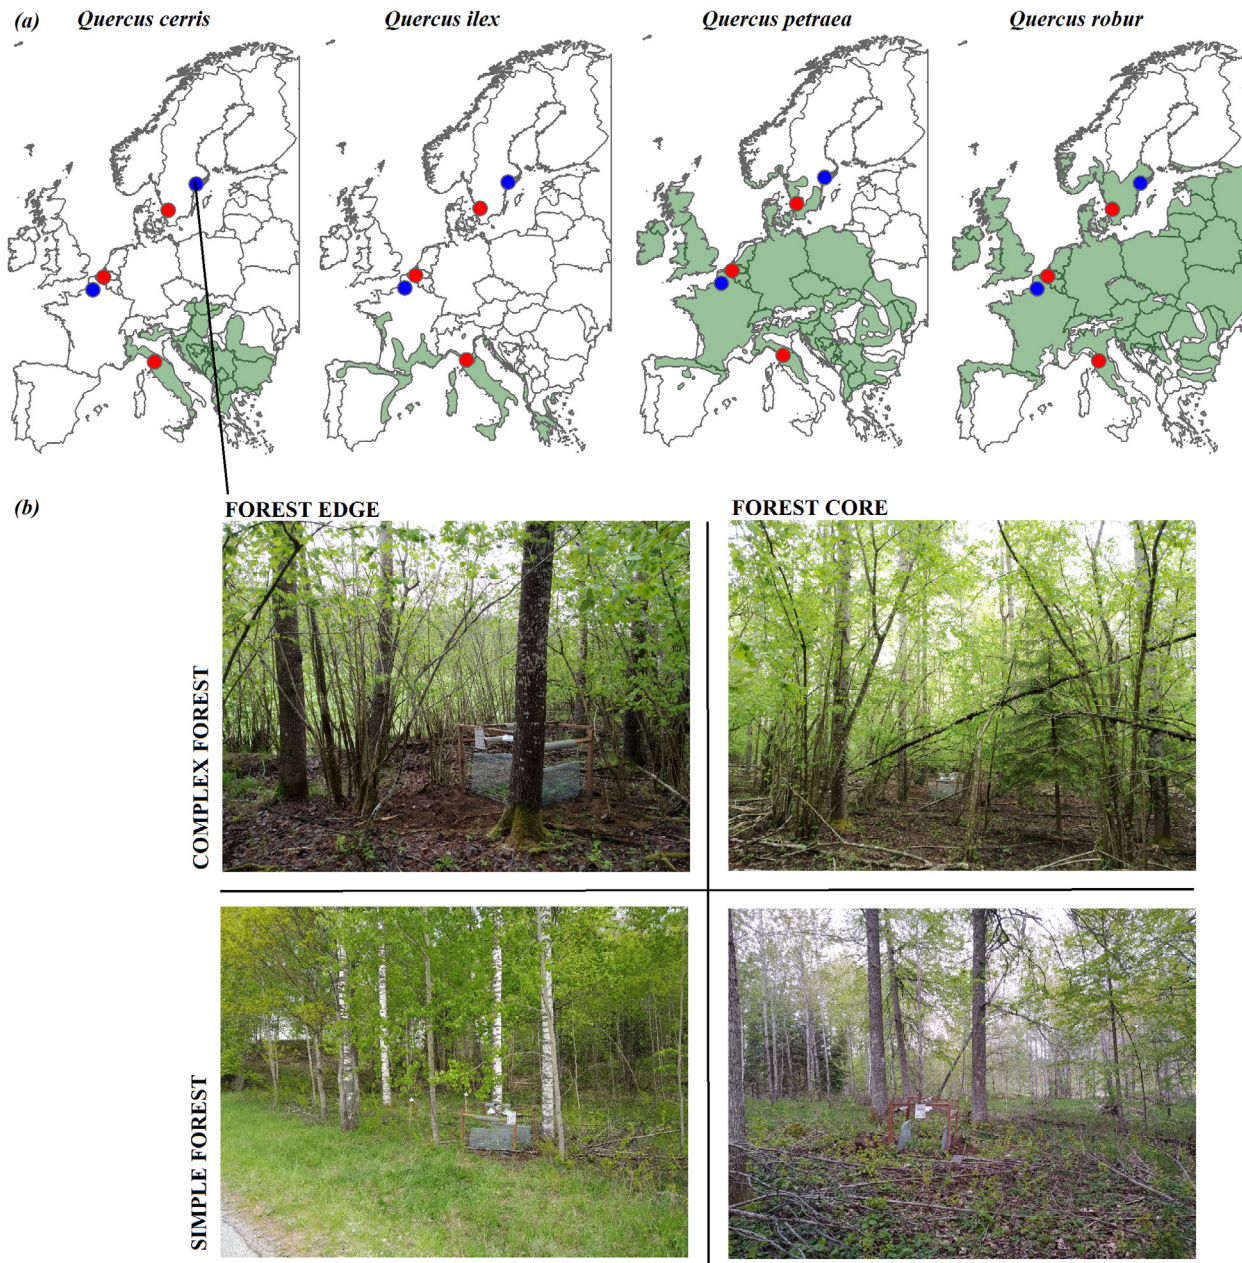 (a) Quercus cerris Quercus ilex Quercus petraea Quercus robur
(b)
FOREST EDGE FOREST CORE
COMPLEX FOREST
SIMPLE FOREST